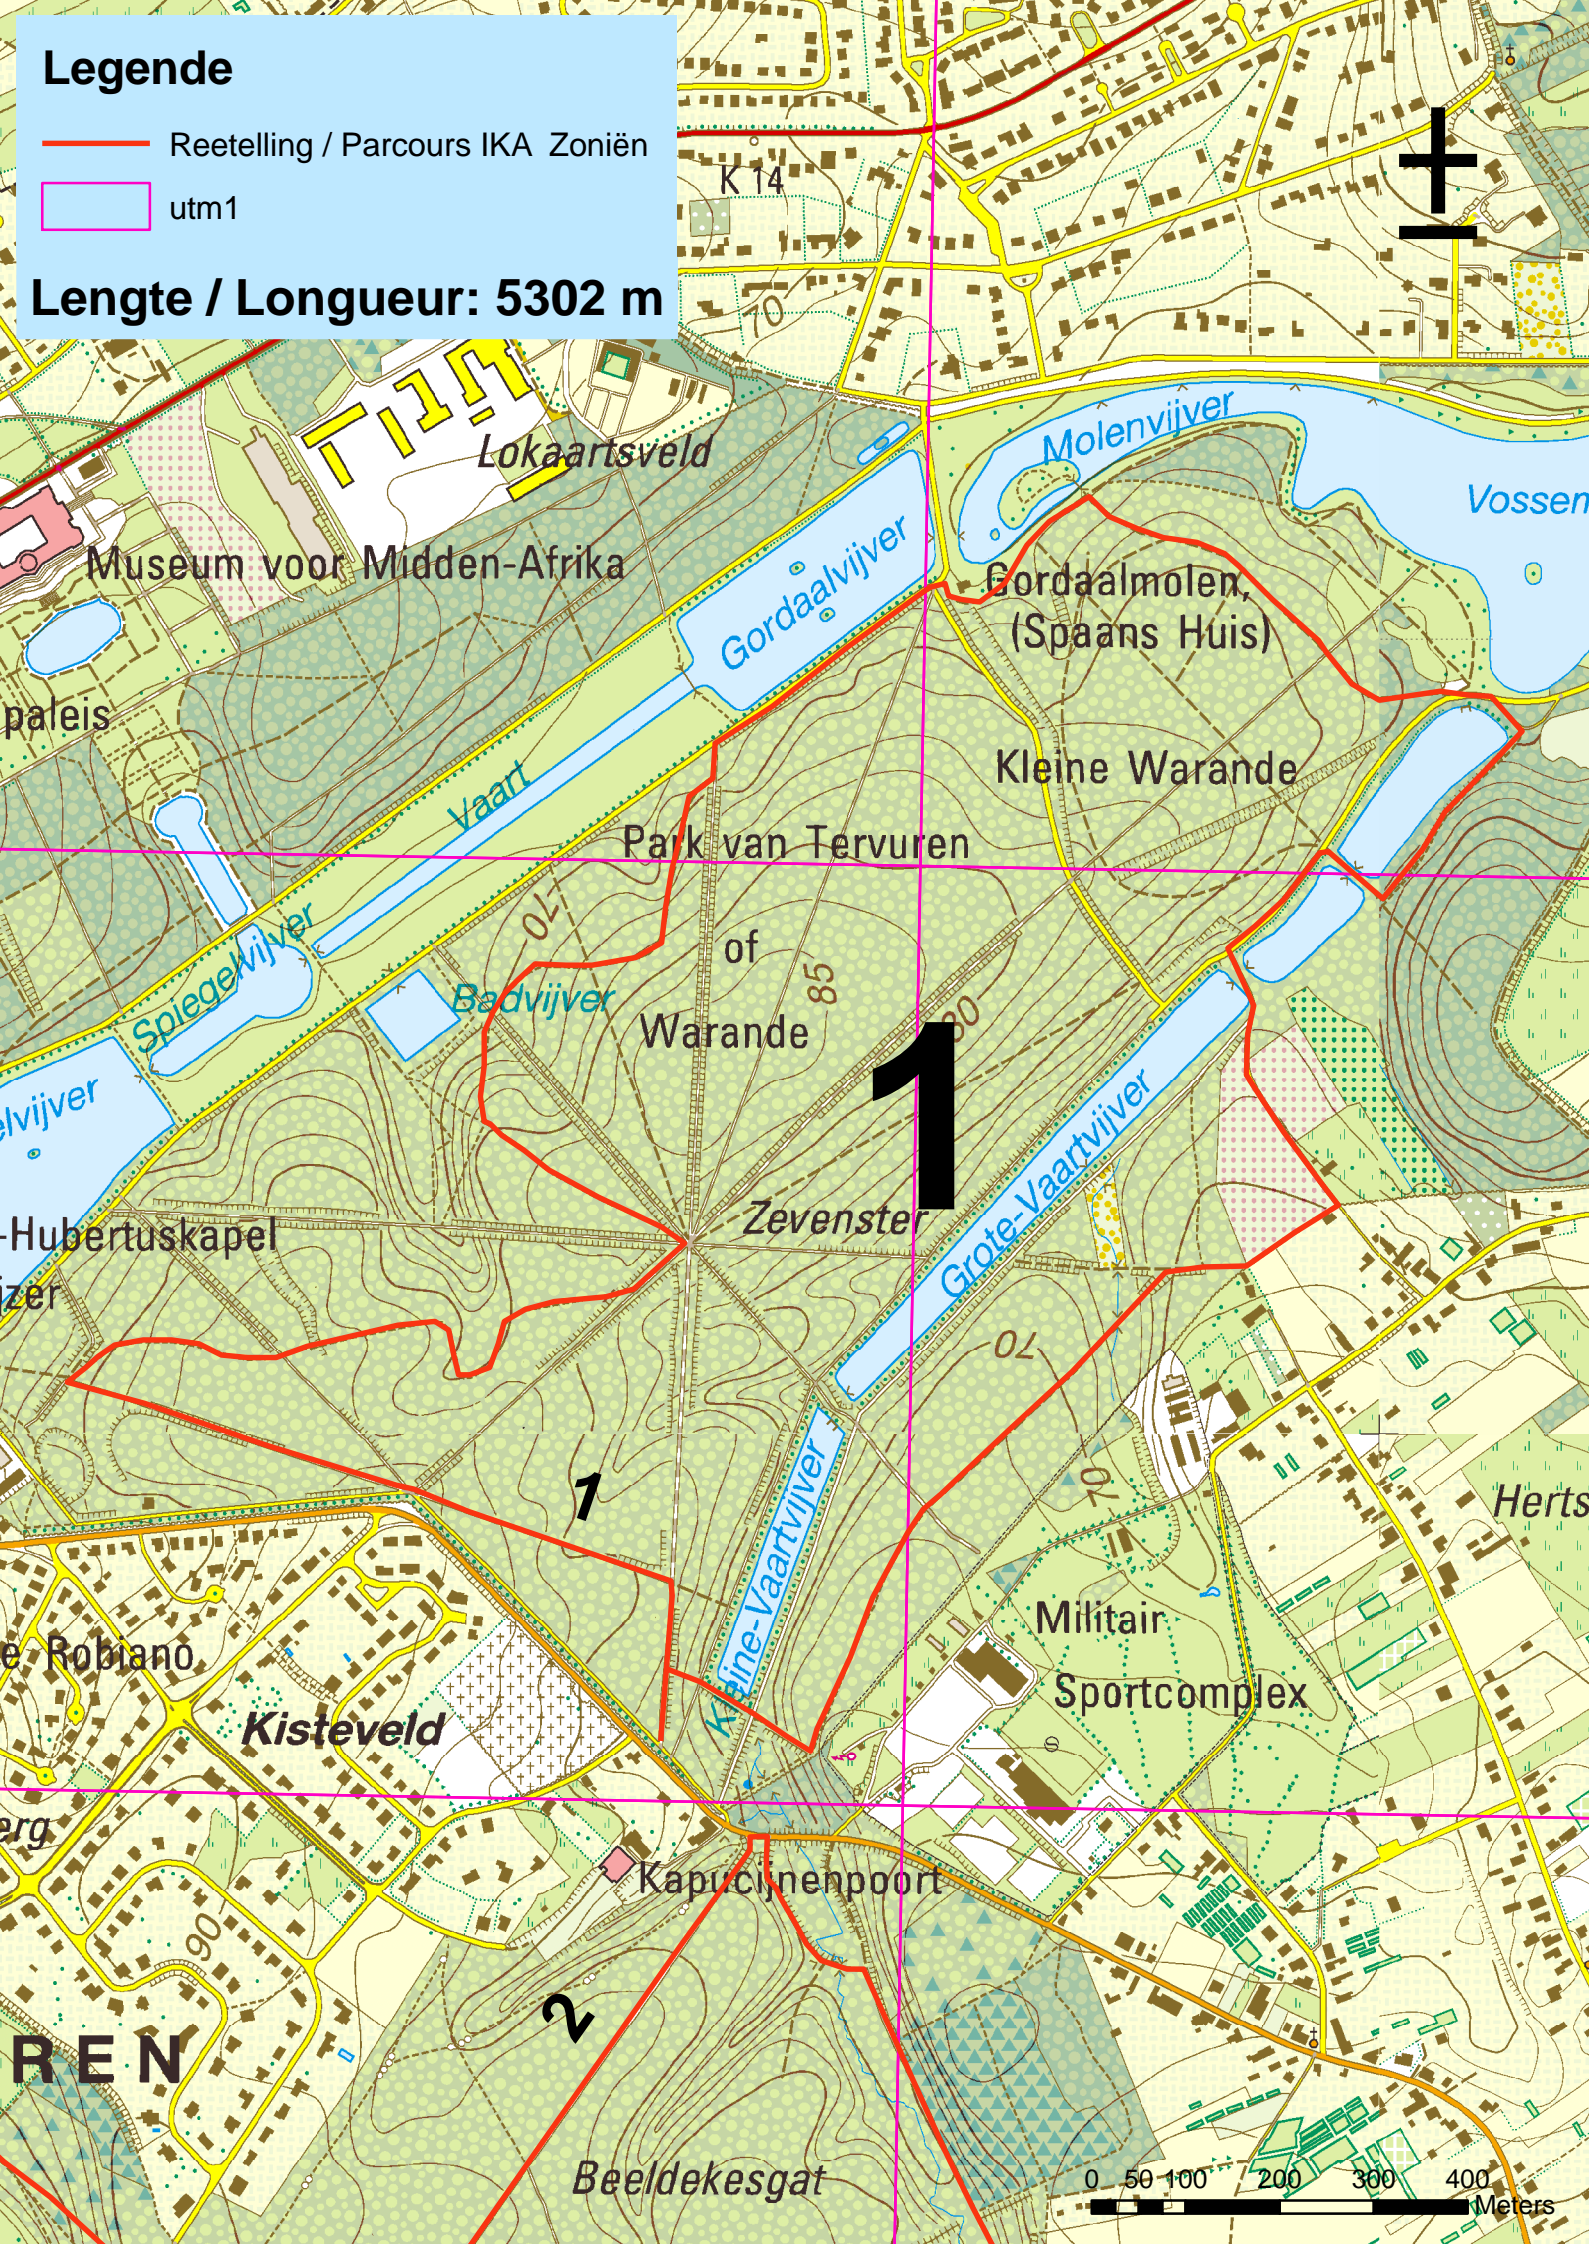 Legende
Reetelling / Parcours IKA Zoniën
utm1
Lengte / Longueur: 5302 m
K 14
70
Molenvijver
Lokaartsveld
Vossen
Museum voor Midden-Afrika
Gordaalvijver
Gordaalmolen,
(Spaans Huis)
paleis
Kleine Warande
Vaart
Park van Tervuren
70
of
85
Spiegelvijver
Badvijver
Warande
80
1
elvijver
Grote-Vaartvijver
Zevenster
-Hubertuskapel
izer
70
1
70
Herts
Kleine-Vaartvijver
Militair
e Robiano
Sportcomplex
Kisteveld
erg
Kapucijnenpoort
90
2
REN
Beeldekesgat
0 50 100 200 300 400
Meters